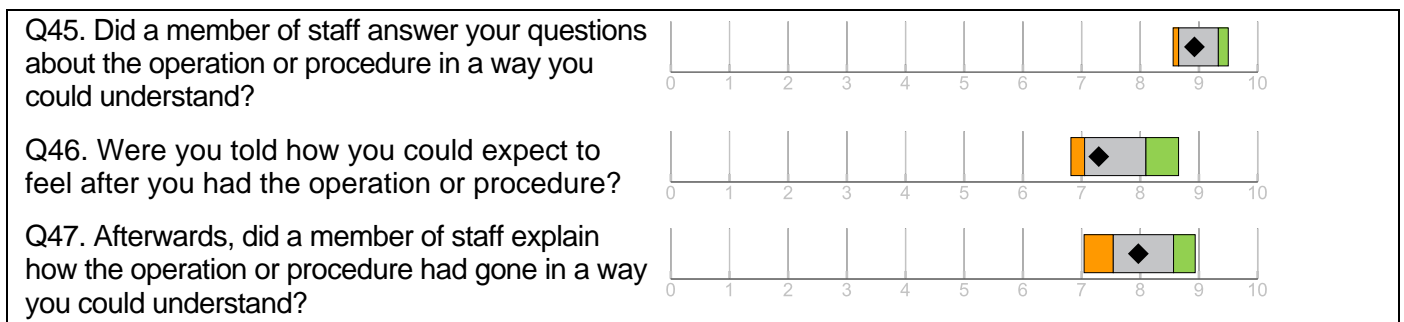 Q45. Did a member of staff answer your questions
about the operation or procedure in a way you
could understand?
0 1 2 3 4 5 6 7 8 9 10
Q46. Were you told how you could expect to
feel after you had the operation or procedure?
0 1 2 3 4 5 6 7 8 9 10
Q47. Afterwards, did a member of staff explain
how the operation or procedure had gone in a way
you could understand?
0 1 2 3 4 5 6 7 8 9 10